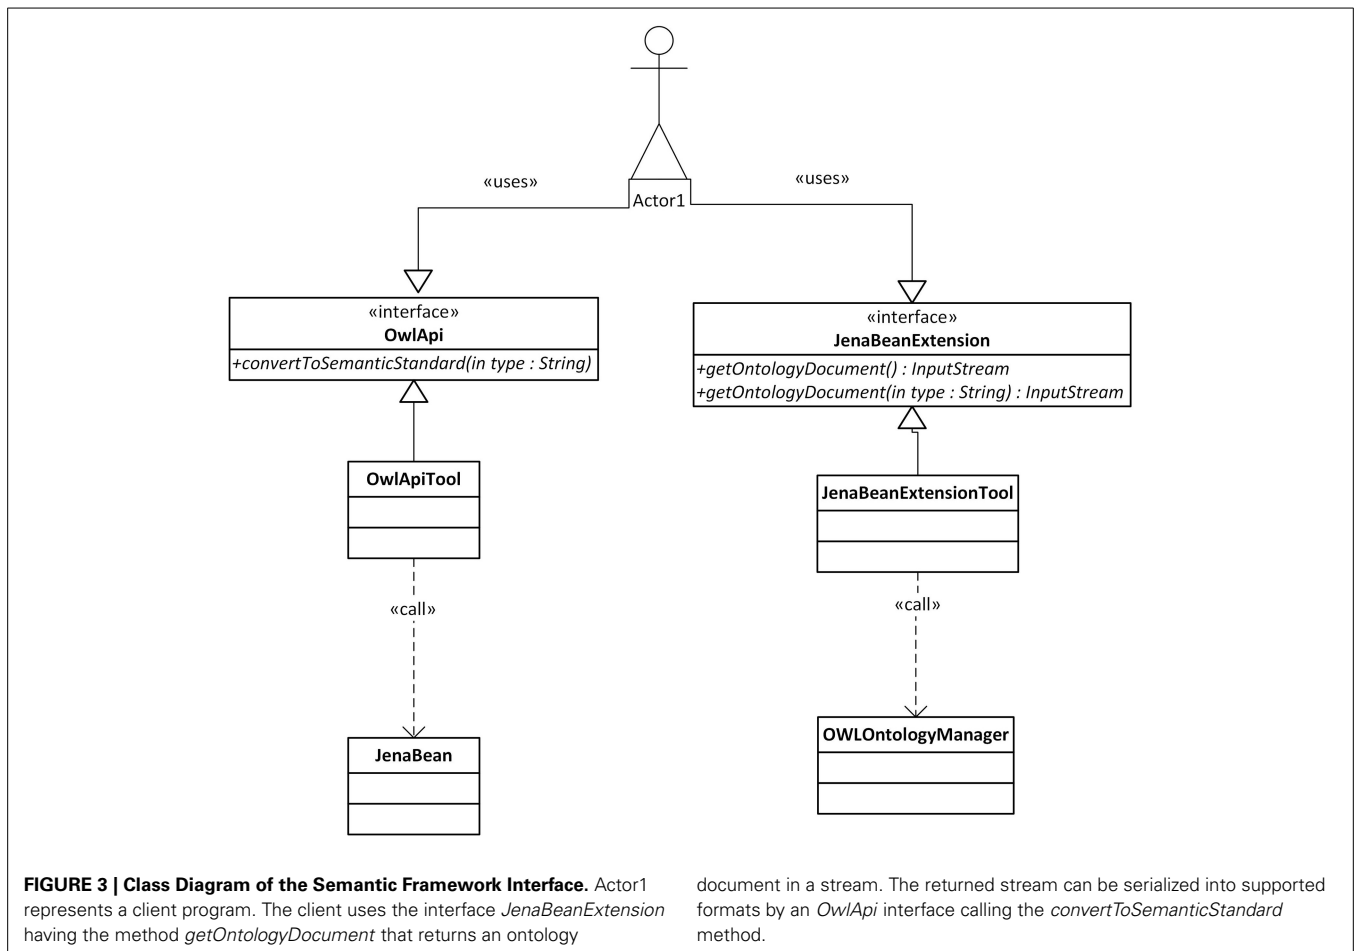 «uses»
«uses»
Actor1
«interface»
OwlApi
+convertToSemanticStandard(in type : String)
«interface»
JenaBeanExtension
+getOntologyDocument() : InputStream
+getOntologyDocument(in type : String) : InputStream
OwlApiTool
JenaBeanExtensionTool
«call»
«call»
JenaBean
OWLOntologyManager
FIGURE 3 | Class Diagram of the Semantic Framework Interface. Actor1
represents a client program. The client uses the interface JenaBeanExtension
having the method getOntologyDocument that returns an ontology
document in a stream. The returned stream can be serialized into supported
formats by an OwlApi interface calling the convertToSemanticStandard
method.